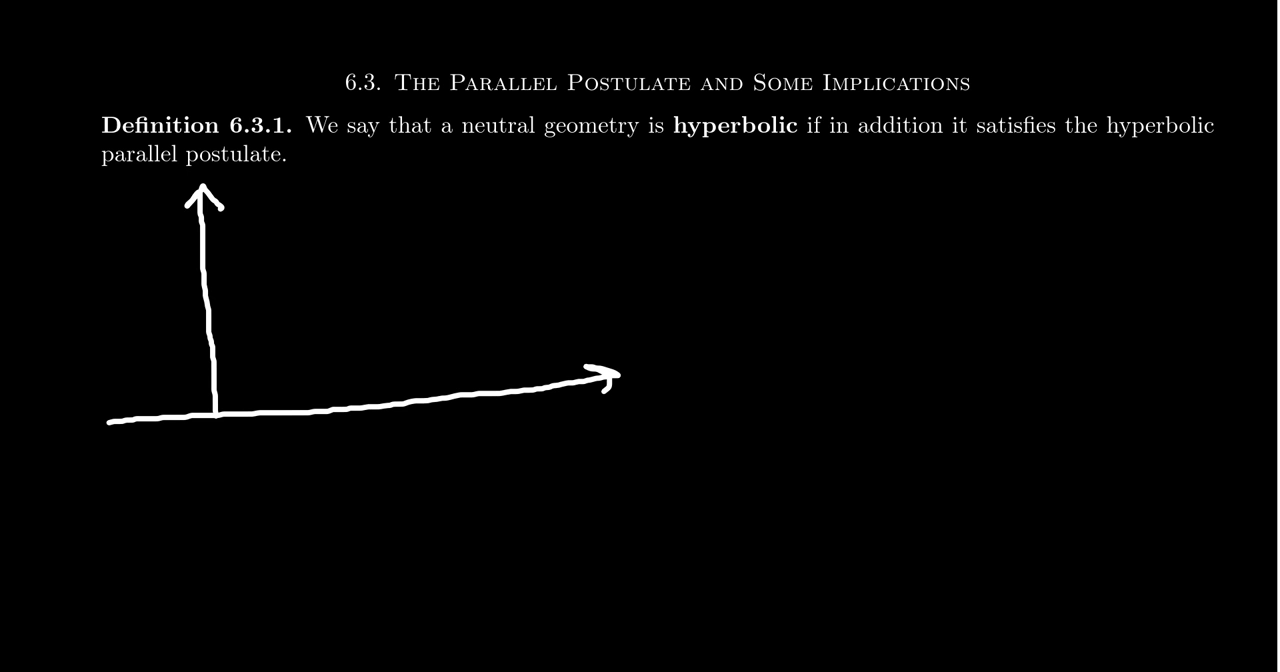 6.3. The Parallel Postulate and Some Implications
Definition 6.3.1. We say that a neutral geometry is hyperbolic if in addition it satisfies the hyperbolic
parallel postulate.